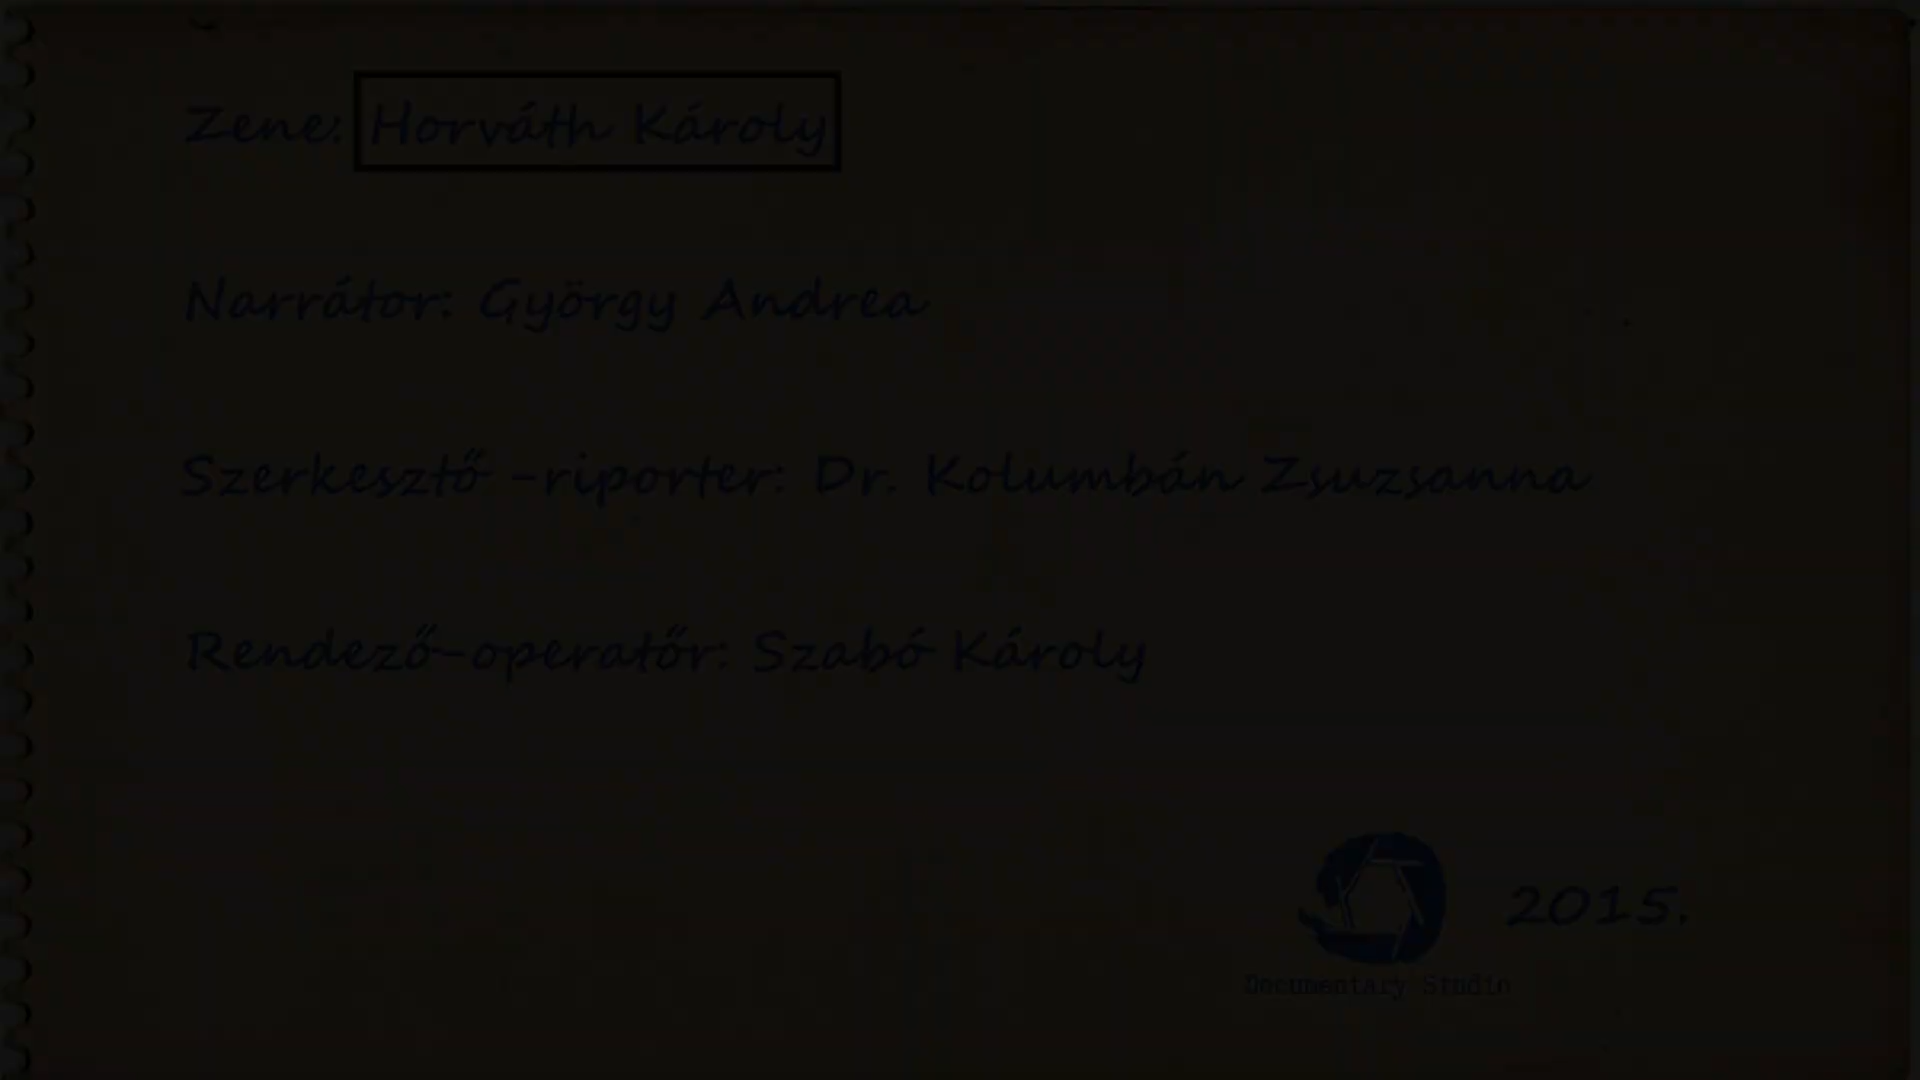 Zene: Horváth Károly
Narrátor: György Andrea
Szerkesztő -riporter: Dr. Kolumbán Zsuzsanna
Rendező-operatőr: Szabó Károly
2015.
Documentary Studio